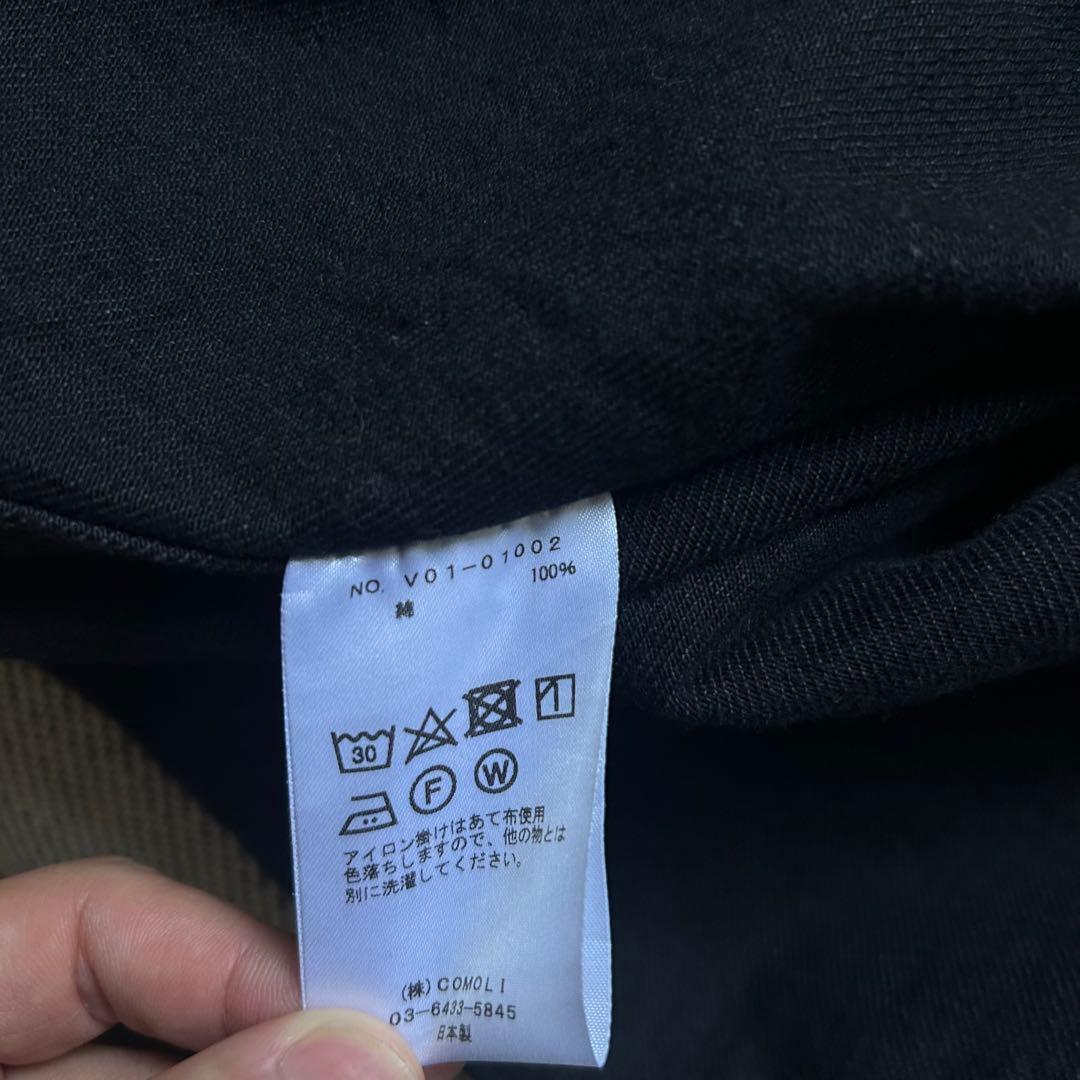 NO. V01-01002
綿 100%
30
F W
アイロン掛けはあて布使用
色落ちしますので、他の物とは
別に洗濯してください。
(株)COMOLI
03-6433-5845
日本製